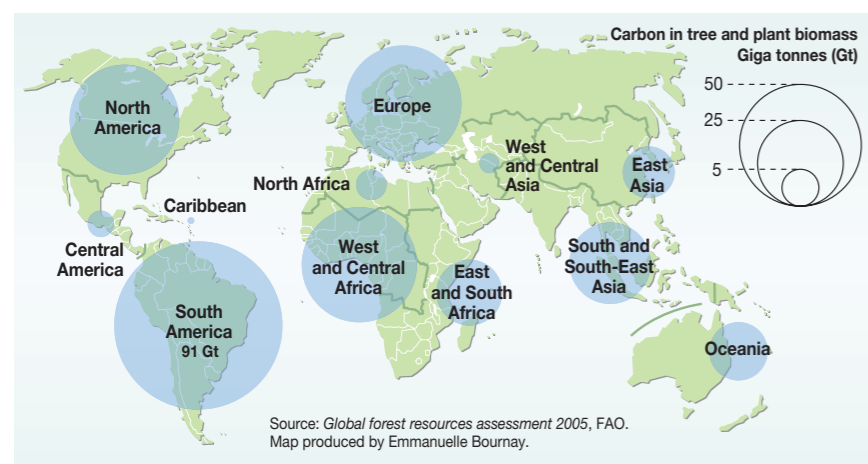 Carbon in tree and plant biomass
Giga tonnes (Gt)
50
25
5
North
America
Europe
West
and Central
Asia
East
Asia
North Africa
Caribbean
Central
America
West
and Central
Africa
East
and South
Africa
South and
South-East
Asia
South
America
91 Gt
Oceania
Source: Global forest resources assessment 2005, FAO.
Map produced by Emmanuelle Bournay.